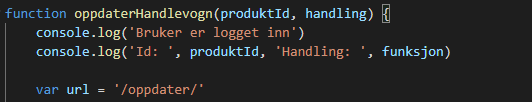 function oppdaterHandlevogn(produktId, handling) {
console.log('Bruker er logget inn')
console.log('Id: ', produktId, 'Handling: ', funksjon)
var url = '/oppdater/'